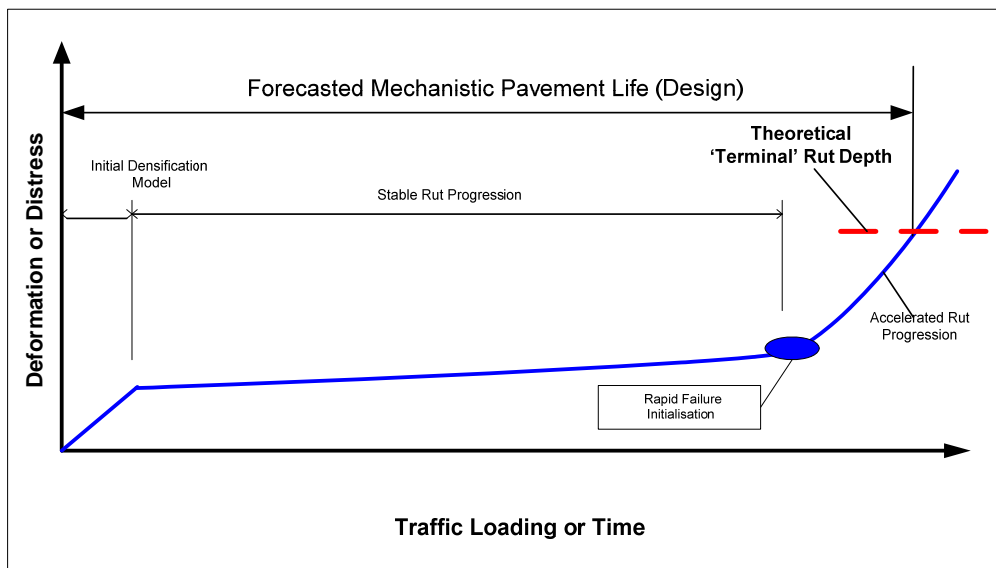 Forecasted Mechanistic Pavement Life (Design)
Theoretical
‘Terminal’ Rut Depth
Initial Densification
Model
Stable Rut Progression
Deformation or Distress
Accelerated Rut
Progression
Rapid Failure
Initialisation
Traffic Loading or Time